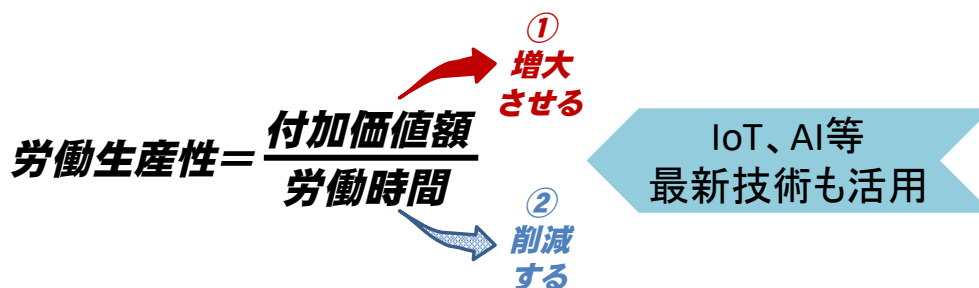 ①
増大
させる
労働生産性＝
付加価値額
労働時間
②
削減
する
IoT、AI等
最新技術も活用